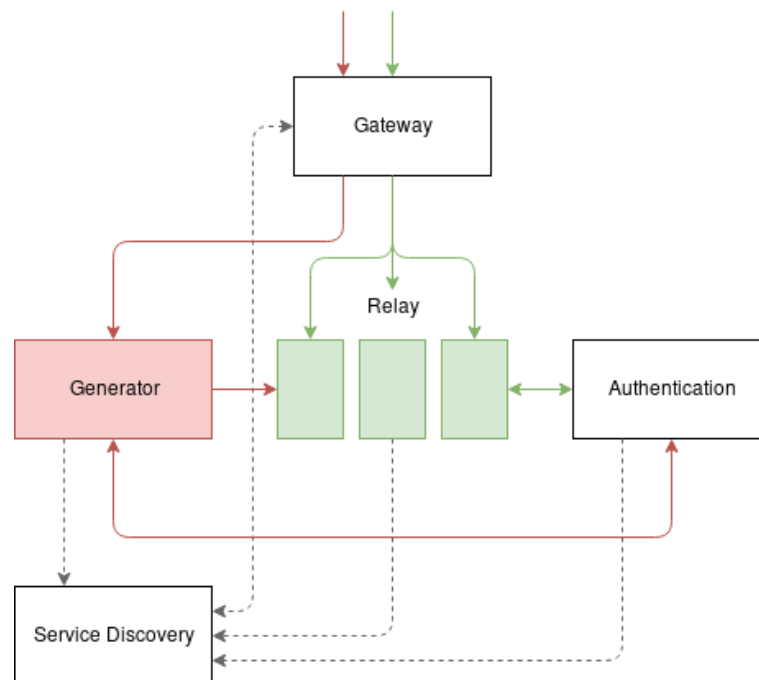 Gateway
Relay
Generator
Authentication
Service Discovery